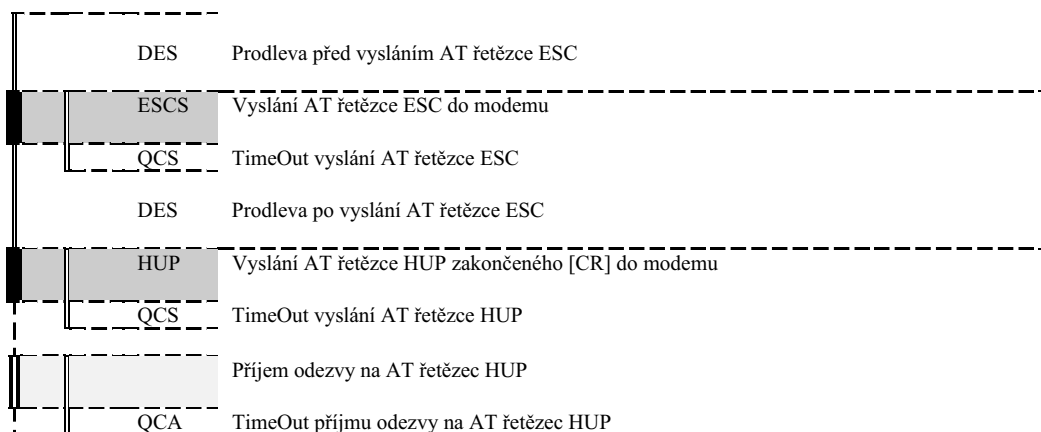 DES Prodleva před vysláním AT řetězce ESC
ESCS Vyslání AT řetězce ESC do modemu
QCS TimeOut vyslání AT řetězce ESC
DES Prodleva po vyslání AT řetězce ESC
HUP Vyslání AT řetězce HUP zakončeného [CR] do modemu
QCS TimeOut vyslání AT řetězce HUP
Příjem odezvy na AT řetězec HUP
QCA TimeOut příjmu odezvy na AT řetězec HUP